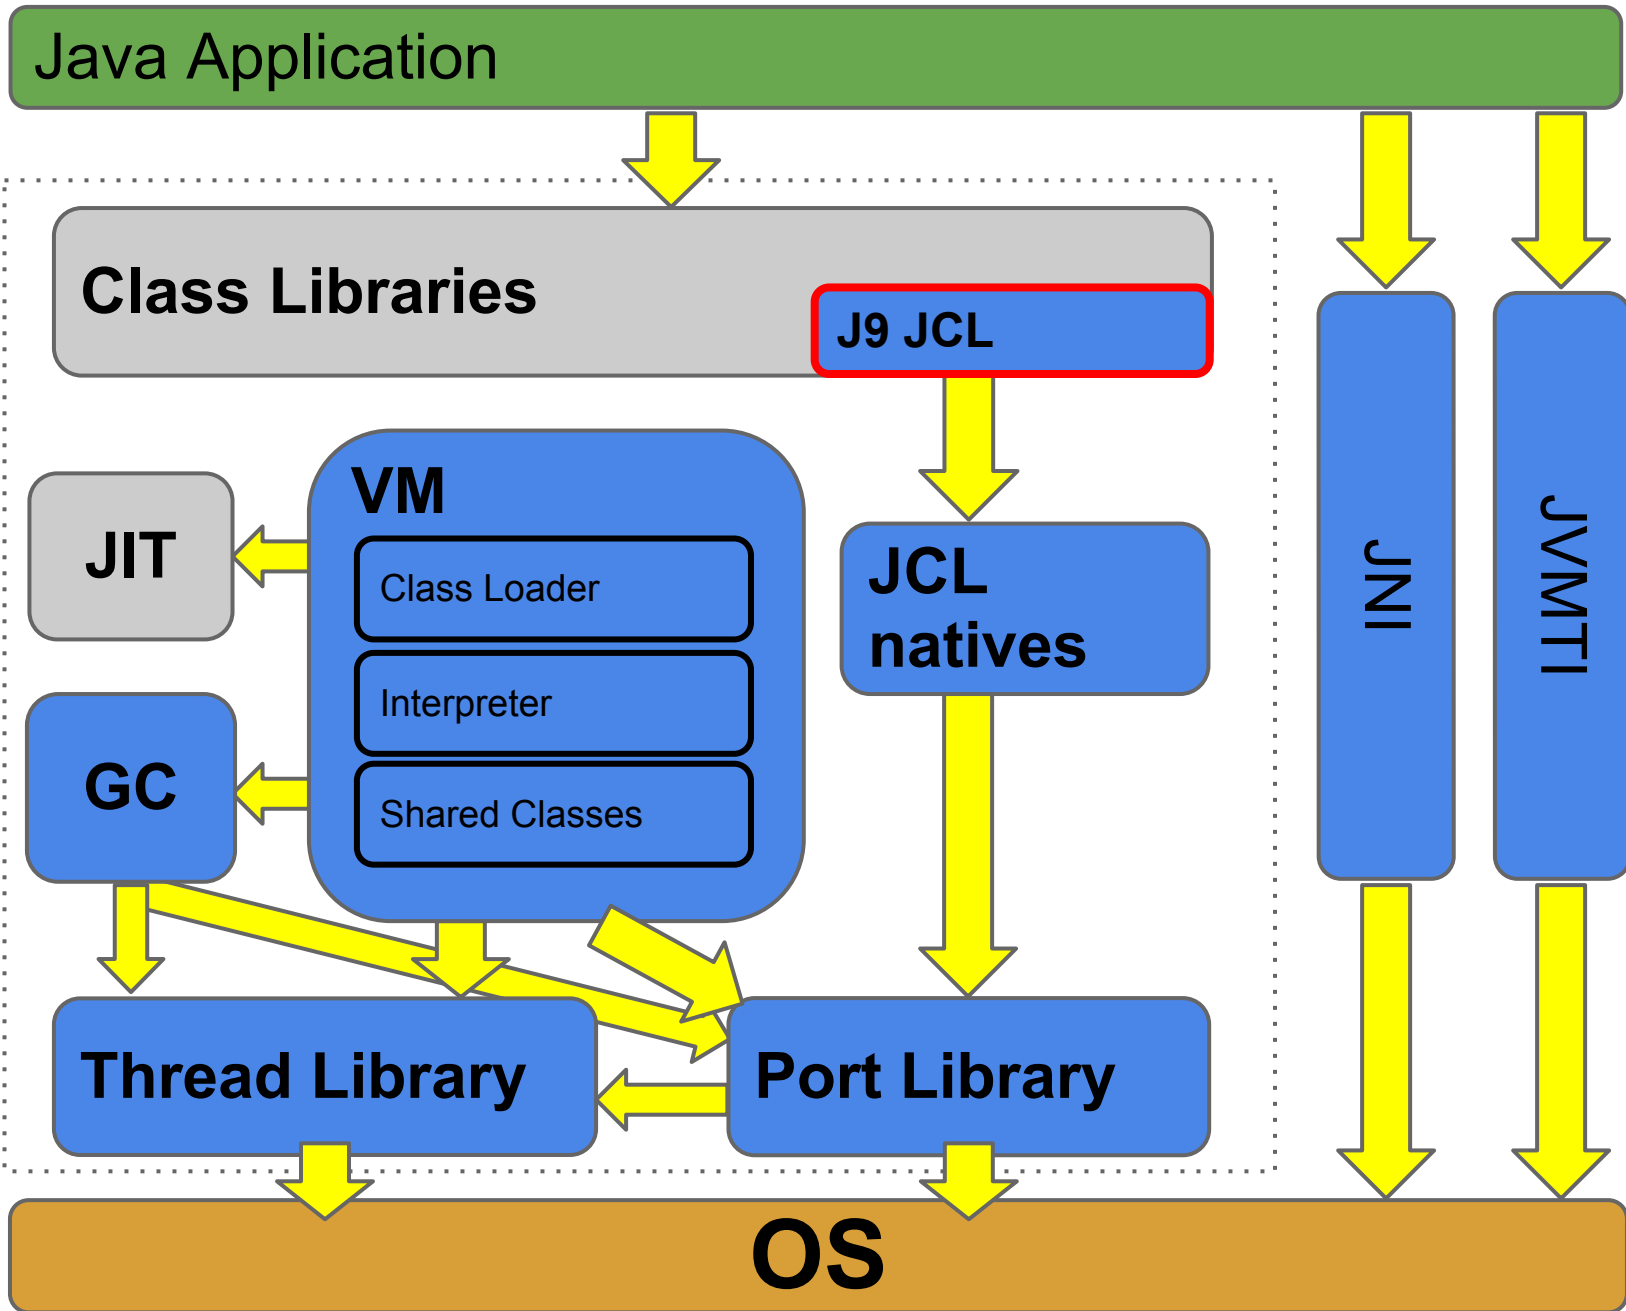 Java Application
Class Libraries
J9 JCL
VM
Class Loader
Interpreter
Shared Classes
JIT
GC
JCL
natives
JNI
JVMTI
Thread Library
Port Library
OS